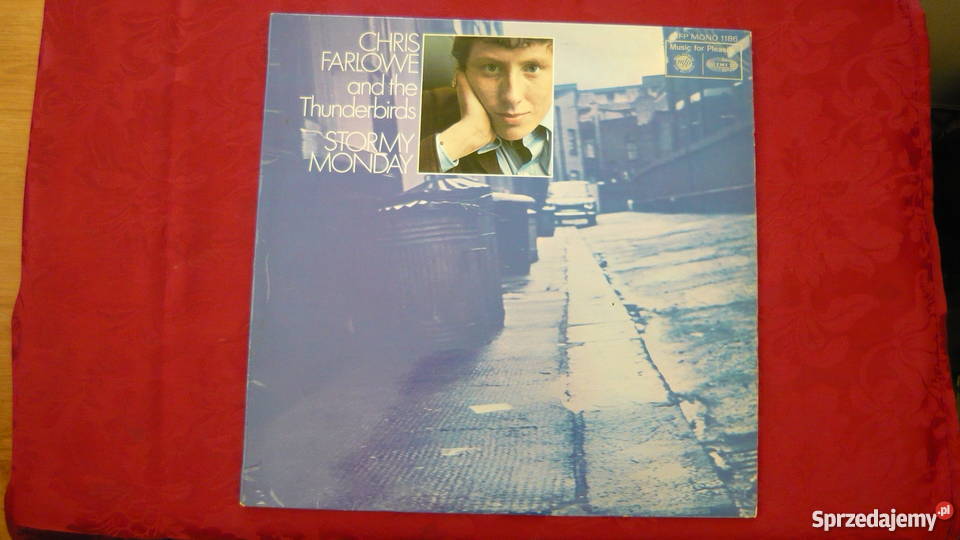 CHRIS
FARLOWE
and the
Thunderbirds
STORMY
MONDAY
MFP MONO 1186
Music for Pleasure
EMI
Sprzedajemy.pl